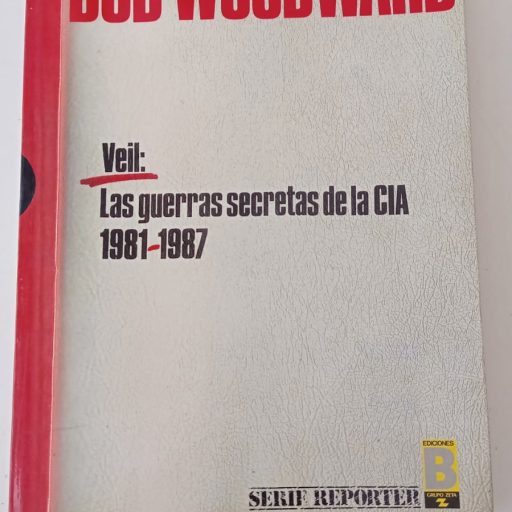 BOB WOODWARD
Veil:
Las guerras secretas de la CIA
1981-1987
SERIE REPORTER
EDICIONES
B
GRUPO ZETA
Z